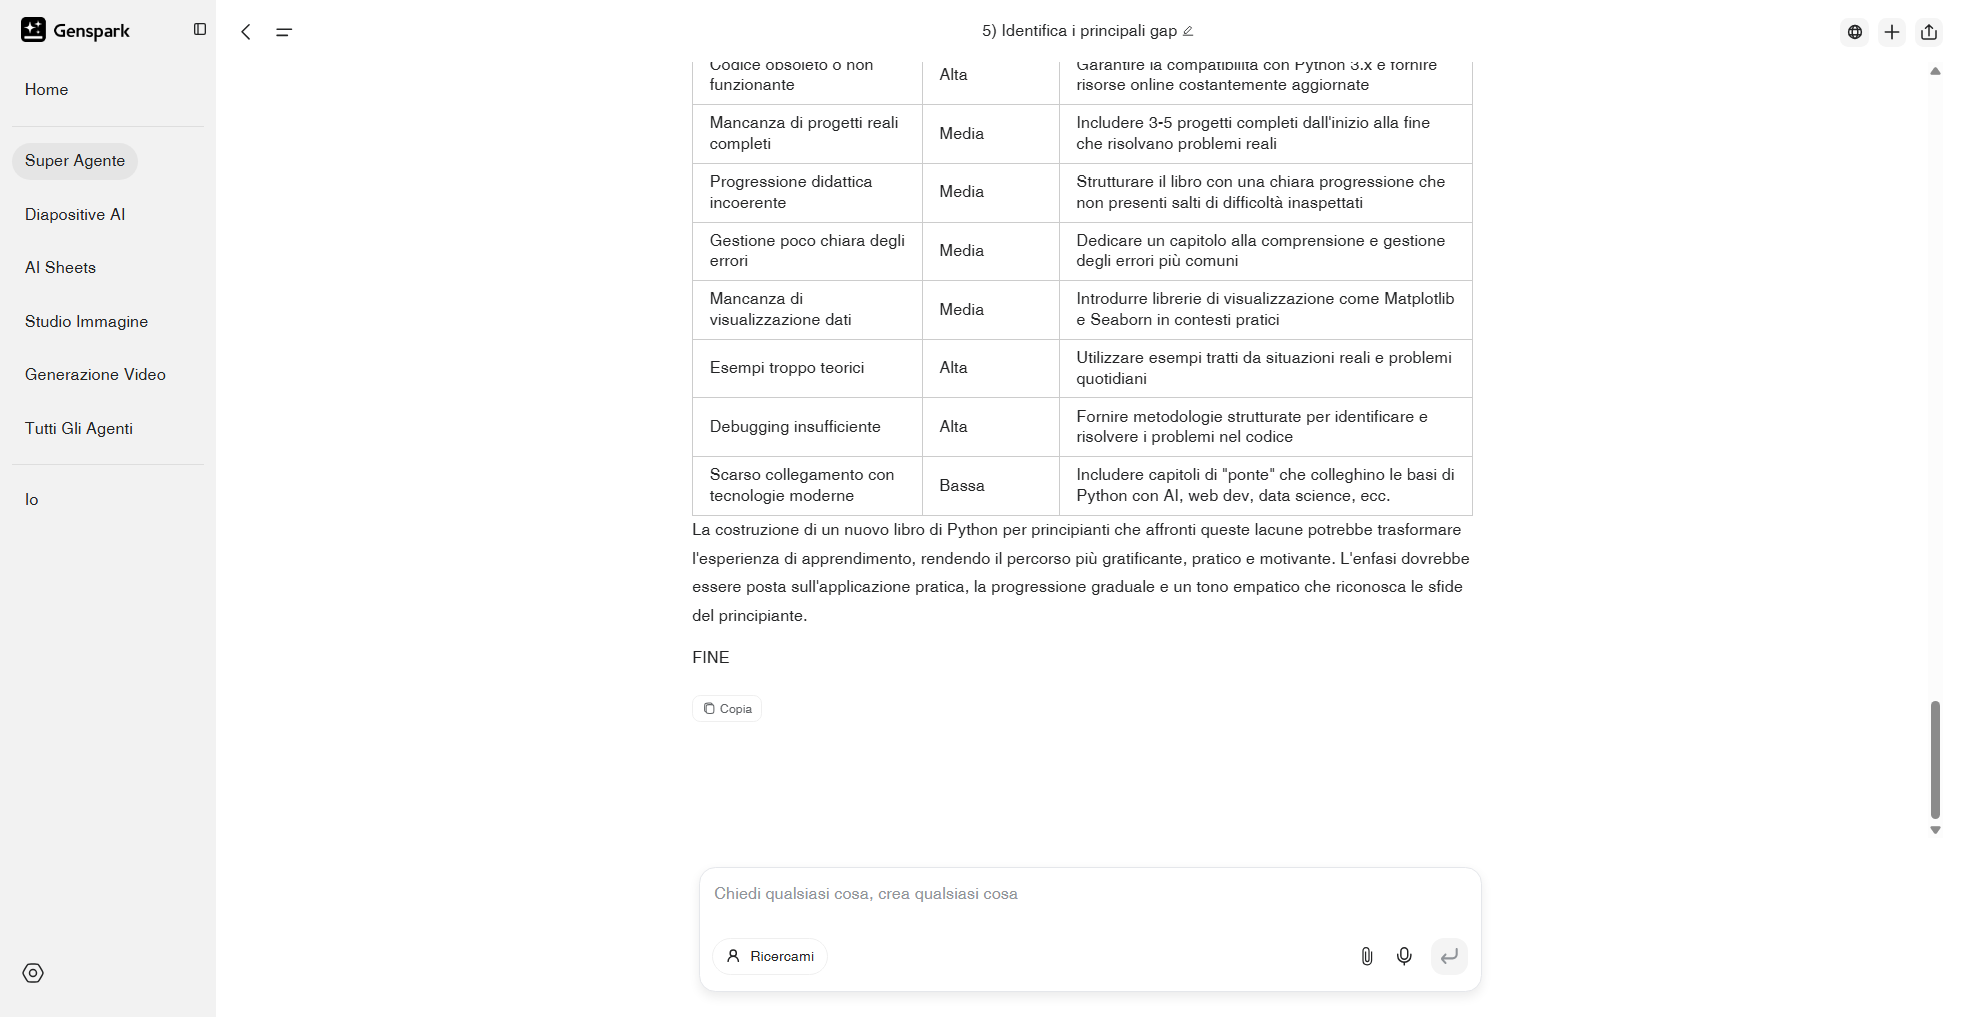 Genspark
Home
Super Agente
Diapositive AI
AI Sheets
Studio Immagine
Generazione Video
Tutti Gli Agenti
Io
5) Identifica i principali gap
Codice obsoleto o non
funzionante
Alta
Garantire la compatibilità con Python 3.x e fornire
risorse online costantemente aggiornate
Mancanza di progetti reali
completi
Media
Includere 3-5 progetti completi dall'inizio alla fine
che risolvano problemi reali
Progressione didattica
incoerente
Media
Strutturare il libro con una chiara progressione che
non presenti salti di difficoltà inaspettati
Gestione poco chiara degli
errori
Media
Dedicare un capitolo alla comprensione e gestione
degli errori più comuni
Mancanza di
visualizzazione dati
Media
Introdurre librerie di visualizzazione come Matplotlib
e Seaborn in contesti pratici
Esempi troppo teorici
Alta
Utilizzare esempi tratti da situazioni reali e problemi
quotidiani
Debugging insufficiente
Alta
Fornire metodologie strutturate per identificare e
risolvere i problemi nel codice
Scarso collegamento con
tecnologie moderne
Bassa
Includere capitoli di "ponte" che colleghino le basi di
Python con AI, web dev, data science, ecc.
La costruzione di un nuovo libro di Python per principianti che affronti queste lacune potrebbe trasformare
l'esperienza di apprendimento, rendendo il percorso più gratificante, pratico e motivante. L'enfasi dovrebbe
essere posta sull'applicazione pratica, la progressione graduale e un tono empatico che riconosca le sfide
del principiante.
FINE
Copia
Chiedi qualsiasi cosa, crea qualsiasi cosa
Ricercami